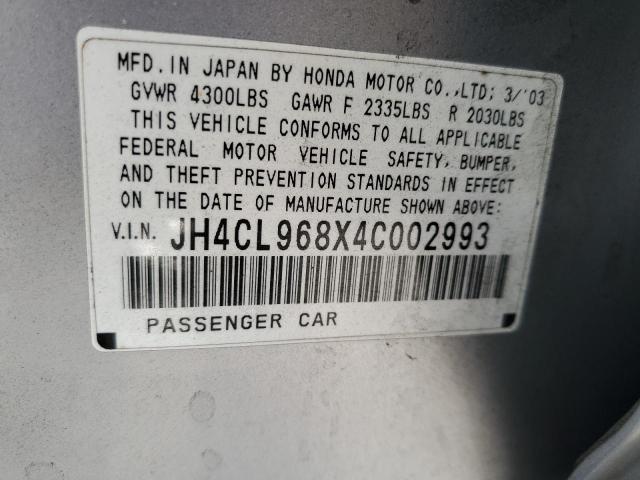 MFD. IN JAPAN BY HONDA MOTOR CO.,LTD; 3/'03
GVWR 4300LBS GAWR F 2335LBS R 2030LBS
THIS VEHICLE CONFORMS TO ALL APPLICABLE
FEDERAL MOTOR VEHICLE SAFETY, BUMPER,
AND THEFT PREVENTION STANDARDS IN EFFECT
ON THE DATE OF MANUFACTURE SHOWN ABOVE:
V.I.N. JH4CL968X4C002993
PASSENGER CAR